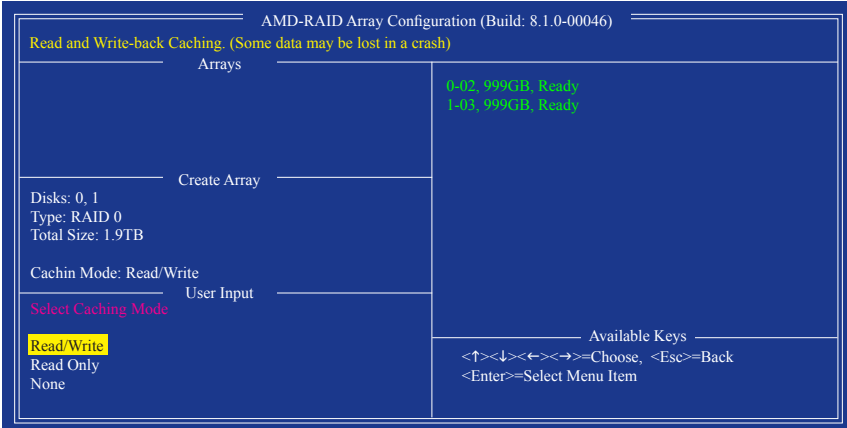 AMD-RAID Array Configuration (Build: 8.1.0-00046)
Read and Write-back Caching. (Some data may be lost in a crash)
Arrays
0-02, 999GB, Ready
1-03, 999GB, Ready
Create Array
Disks: 0, 1
Type: RAID 0
Total Size: 1.9TB
Cachin Mode: Read/Write
User Input
Select Caching Mode
Read/Write
Read Only
None
Available Keys
<↑><↓><←><→>=Choose, <Esc>=Back
<Enter>=Select Menu Item